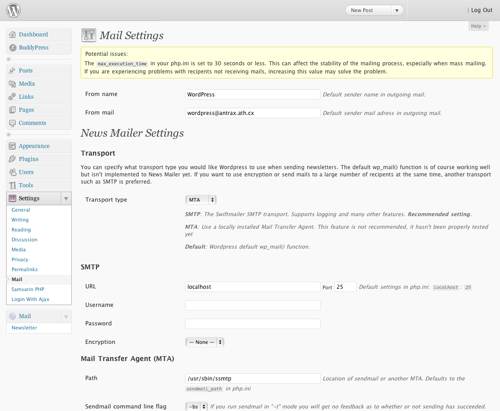 New Post
Log Out
Help
Dashboard
BuddyPress
Posts
Media
Links
Pages
Comments
Appearance
Plugins
Users
Tools
Settings
General
Writing
Reading
Discussion
Media
Privacy
Permalinks
Mail
Samswin PHP
Login With Ajax
Mail
Newsletter
Mail Settings
Potential issues:
The max_execution_time in your php.ini is set to 30 seconds or less. This can affect the stability of the mailing process, especially when mass mailing.
If you are experiencing problems with recipents not receiving mails, increasing this value may solve the problem.
From name WordPress Default sender name in outgoing mail.
From mail wordpress@antrax.ath.cx Default sender mail adress in outgoing mail.
News Mailer Settings
Transport
You can specify what transport type you would like Wordpress to use when sending newsletters. The default wp_mail() function is of course working well
but isn't implemented to News Mailer yet. If you want to use encryption or send mails to a large number of recipients at the same time, another transport
such as SMTP is preferred.
Transport type MTA
SMTP: The Swiftmailer SMTP transport. Supports logging and many other features. Recommended setting.
MTA: Use a locally installed Mail Transfer Agent. This feature is not recommended, it hasn't been properly tested
yet
Default: Wordpress default wp_mail() function.
SMTP
URL localhost Port 25 Default settings in php.ini: localhost 25
Username
Password
Encryption -- None --
Mail Transfer Agent (MTA)
Path /usr/sbin/ssmtp Location of sendmail or another MTA. Defaults to the
sendmail_path in php.ini
Sendmail command line flag -bs If you run sendmail in "-t" mode you will get no feedback as to whether or not sending has succeeded.